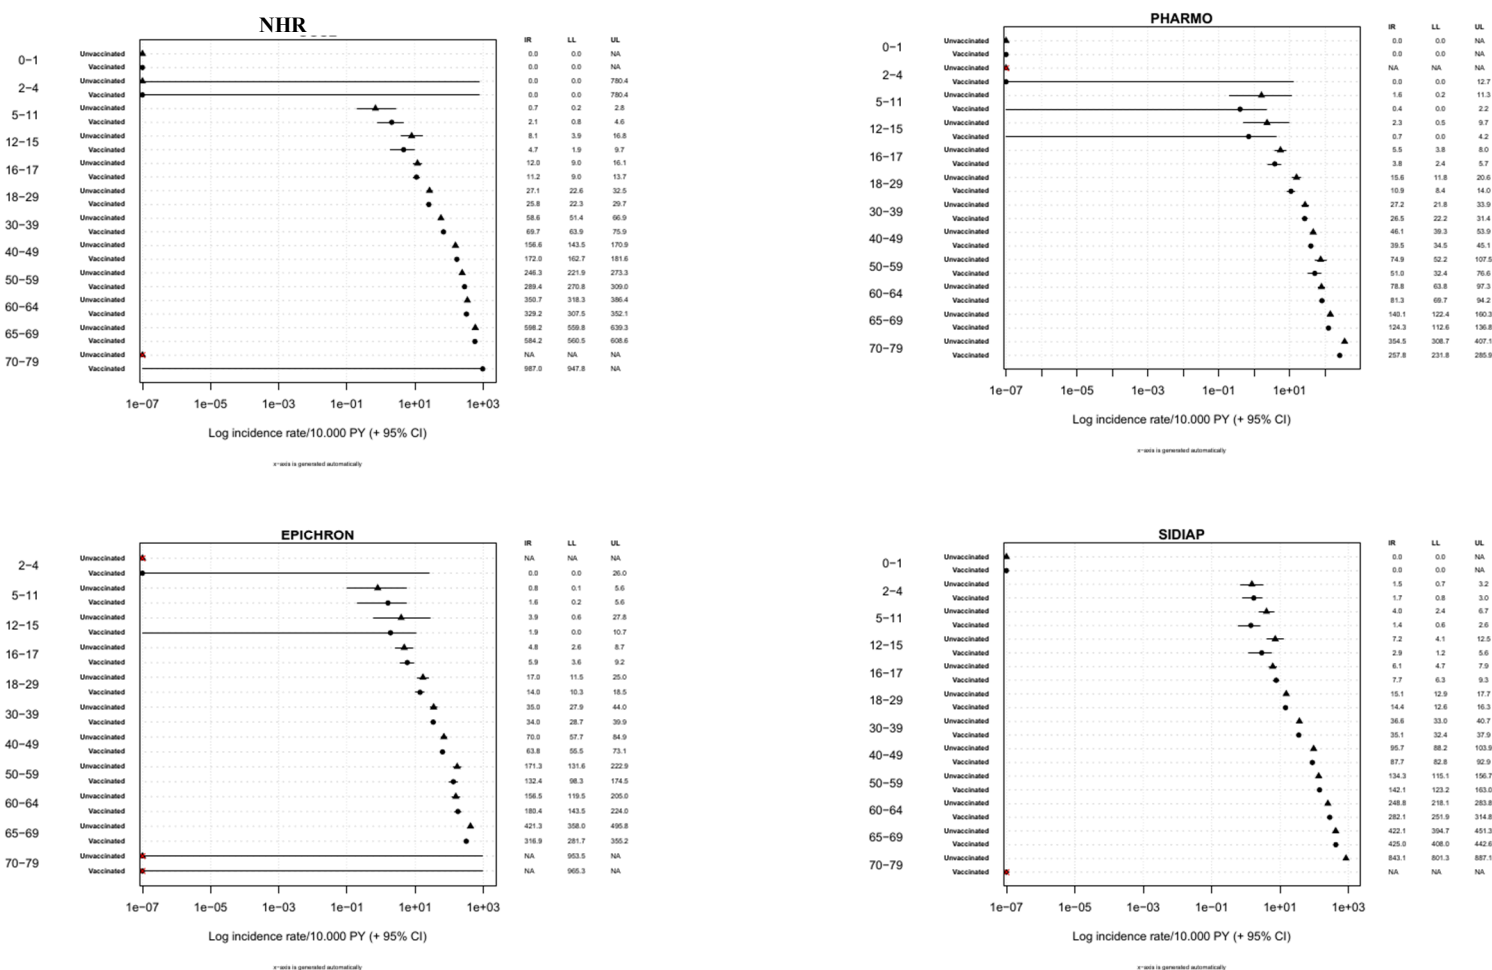 NHR
IR LL UL
0−1
Unvaccinated 0.0 0.0 NA
Vaccinated 0.0 0.0 NA
2−4
Unvaccinated 0.0 0.0 780.4
Vaccinated 0.0 0.0 780.4
5−11
Unvaccinated 0.7 0.2 2.8
Vaccinated 2.1 0.8 4.6
12−15
Unvaccinated 8.1 3.9 16.8
Vaccinated 4.7 1.9 9.7
16−17
Unvaccinated 12.0 9.0 16.1
Vaccinated 11.2 9.0 13.7
18−29
Unvaccinated 27.1 22.6 32.5
Vaccinated 25.8 22.3 29.7
30−39
Unvaccinated 58.6 51.4 66.9
Vaccinated 69.7 63.9 75.9
40−49
Unvaccinated 156.6 143.5 170.9
Vaccinated 172.0 162.7 181.6
50−59
Unvaccinated 246.3 221.9 273.3
Vaccinated 289.4 270.8 309.0
60−64
Unvaccinated 350.7 318.3 386.4
Vaccinated 329.2 307.5 352.1
65−69
Unvaccinated 598.2 559.8 639.3
Vaccinated 584.2 560.5 608.6
70−79
Unvaccinated NA NA NA
Vaccinated 987.0 947.8 NA
1e−07 1e−05 1e−03 1e−01 1e+01 1e+03
Log incidence rate/10.000 PY (+ 95% CI)
x−axis is generated automatically
PHARMO
IR LL UL
0−1
Unvaccinated 0.0 0.0 NA
Vaccinated 0.0 0.0 NA
2−4
Unvaccinated NA NA NA
Vaccinated 0.0 0.0 12.7
5−11
Unvaccinated 1.6 0.2 11.3
Vaccinated 0.4 0.0 2.2
12−15
Unvaccinated 2.3 0.5 9.7
Vaccinated 0.7 0.0 4.2
16−17
Unvaccinated 5.5 3.8 8.0
Vaccinated 3.8 2.4 5.7
18−29
Unvaccinated 15.6 11.8 20.6
Vaccinated 10.9 8.4 14.0
30−39
Unvaccinated 27.2 21.8 33.9
Vaccinated 26.5 22.2 31.4
40−49
Unvaccinated 46.1 39.3 53.9
Vaccinated 39.5 34.5 45.1
50−59
Unvaccinated 74.9 52.2 107.5
Vaccinated 51.0 32.4 76.6
60−64
Unvaccinated 78.8 63.8 97.3
Vaccinated 81.3 69.7 94.2
65−69
Unvaccinated 140.1 122.4 160.3
Vaccinated 124.3 112.6 136.8
70−79
Unvaccinated 354.5 308.7 407.1
Vaccinated 257.8 231.8 285.9
1e−07 1e−05 1e−03 1e−01 1e+01
Log incidence rate/10.000 PY (+ 95% CI)
x−axis is generated automatically
EPICHRON
IR LL UL
2−4
Unvaccinated NA NA NA
Vaccinated 0.0 0.0 26.0
5−11
Unvaccinated 0.8 0.1 5.6
Vaccinated 1.6 0.2 5.6
12−15
Unvaccinated 3.9 0.6 27.8
Vaccinated 1.9 0.0 10.7
16−17
Unvaccinated 4.8 2.6 8.7
Vaccinated 5.9 3.6 9.2
18−29
Unvaccinated 17.0 11.5 25.0
Vaccinated 14.0 10.3 18.5
30−39
Unvaccinated 35.0 27.9 44.0
Vaccinated 34.0 28.7 39.9
40−49
Unvaccinated 70.0 57.7 84.9
Vaccinated 63.8 55.5 73.1
50−59
Unvaccinated 171.3 131.6 222.9
Vaccinated 132.4 98.3 174.5
60−64
Unvaccinated 156.5 119.5 205.0
Vaccinated 180.4 143.5 224.0
65−69
Unvaccinated 421.3 358.0 495.8
Vaccinated 316.9 281.7 355.2
70−79
Unvaccinated NA 953.5 NA
Vaccinated NA 965.3 NA
1e−07 1e−05 1e−03 1e−01 1e+01 1e+03
Log incidence rate/10.000 PY (+ 95% CI)
x−axis is generated automatically
SIDIAP
IR LL UL
0−1
Unvaccinated 0.0 0.0 NA
Vaccinated 0.0 0.0 NA
2−4
Unvaccinated 1.5 0.7 3.2
Vaccinated 1.7 0.8 3.0
5−11
Unvaccinated 4.0 2.4 6.7
Vaccinated 1.4 0.6 2.6
12−15
Unvaccinated 7.2 4.1 12.5
Vaccinated 2.9 1.2 5.6
16−17
Unvaccinated 6.1 4.7 7.9
Vaccinated 7.7 6.3 9.3
18−29
Unvaccinated 15.1 12.9 17.7
Vaccinated 14.4 12.6 16.3
30−39
Unvaccinated 36.6 33.0 40.7
Vaccinated 35.1 32.4 37.9
40−49
Unvaccinated 95.7 88.2 103.9
Vaccinated 87.7 82.8 92.9
50−59
Unvaccinated 134.3 115.1 156.7
Vaccinated 142.1 123.2 163.0
60−64
Unvaccinated 248.8 218.1 283.8
Vaccinated 282.1 251.9 314.8
65−69
Unvaccinated 422.1 394.7 451.3
Vaccinated 425.0 408.0 442.6
70−79
Unvaccinated 843.1 801.3 887.1
Vaccinated NA NA NA
1e−07 1e−05 1e−03 1e−01 1e+01 1e+03
Log incidence rate/10.000 PY (+ 95% CI)
x−axis is generated automatically